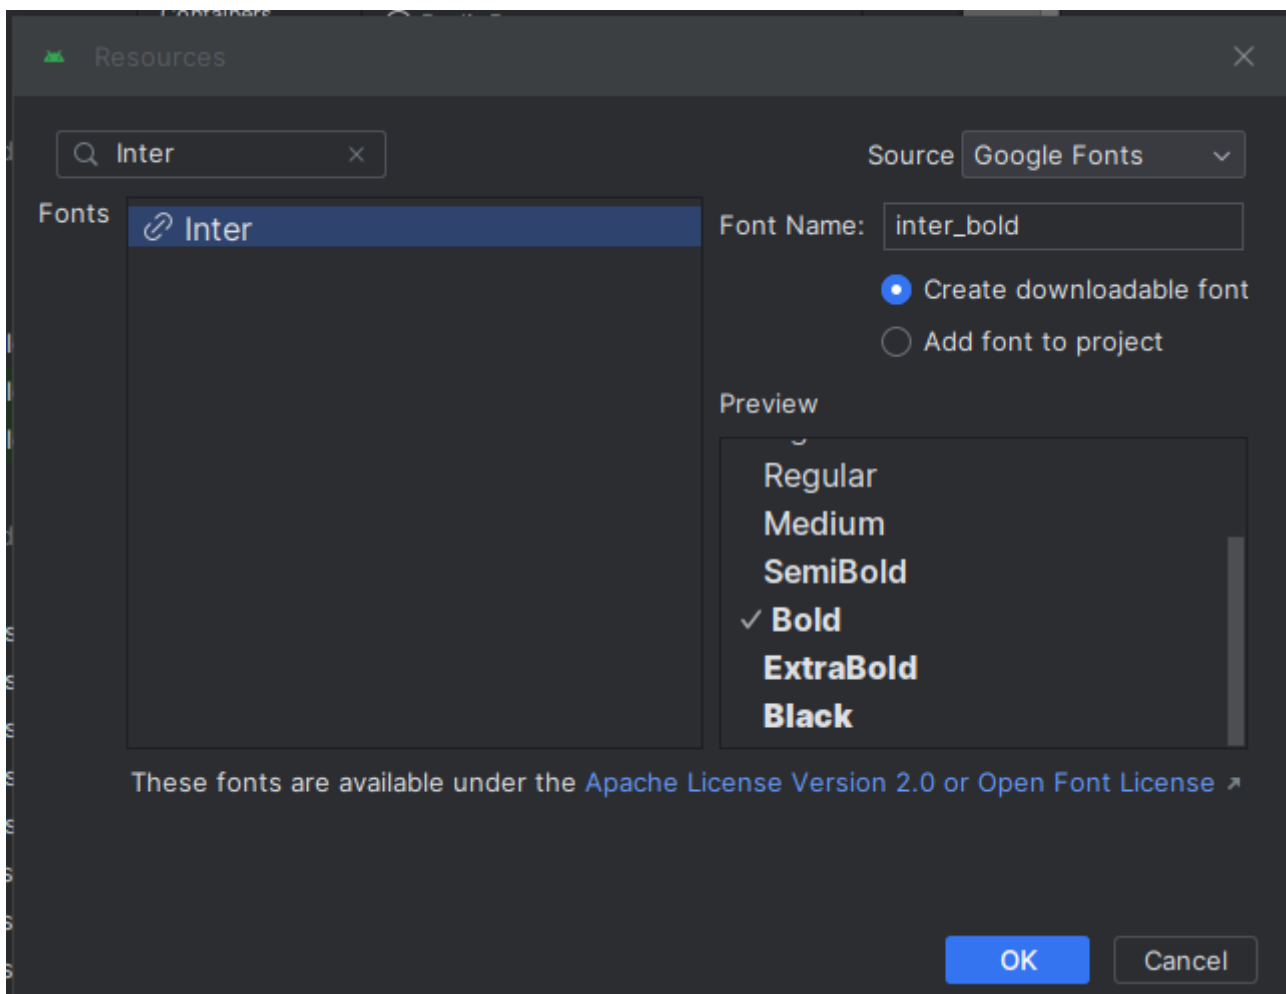 Containers
Resources
Inter
Source Google Fonts
Fonts
Inter
Font Name: inter_bold
Create downloadable font
Add font to project
Preview
Regular
Medium
SemiBold
Bold
ExtraBold
Black
These fonts are available under the Apache License Version 2.0 or Open Font License
OK
Cancel